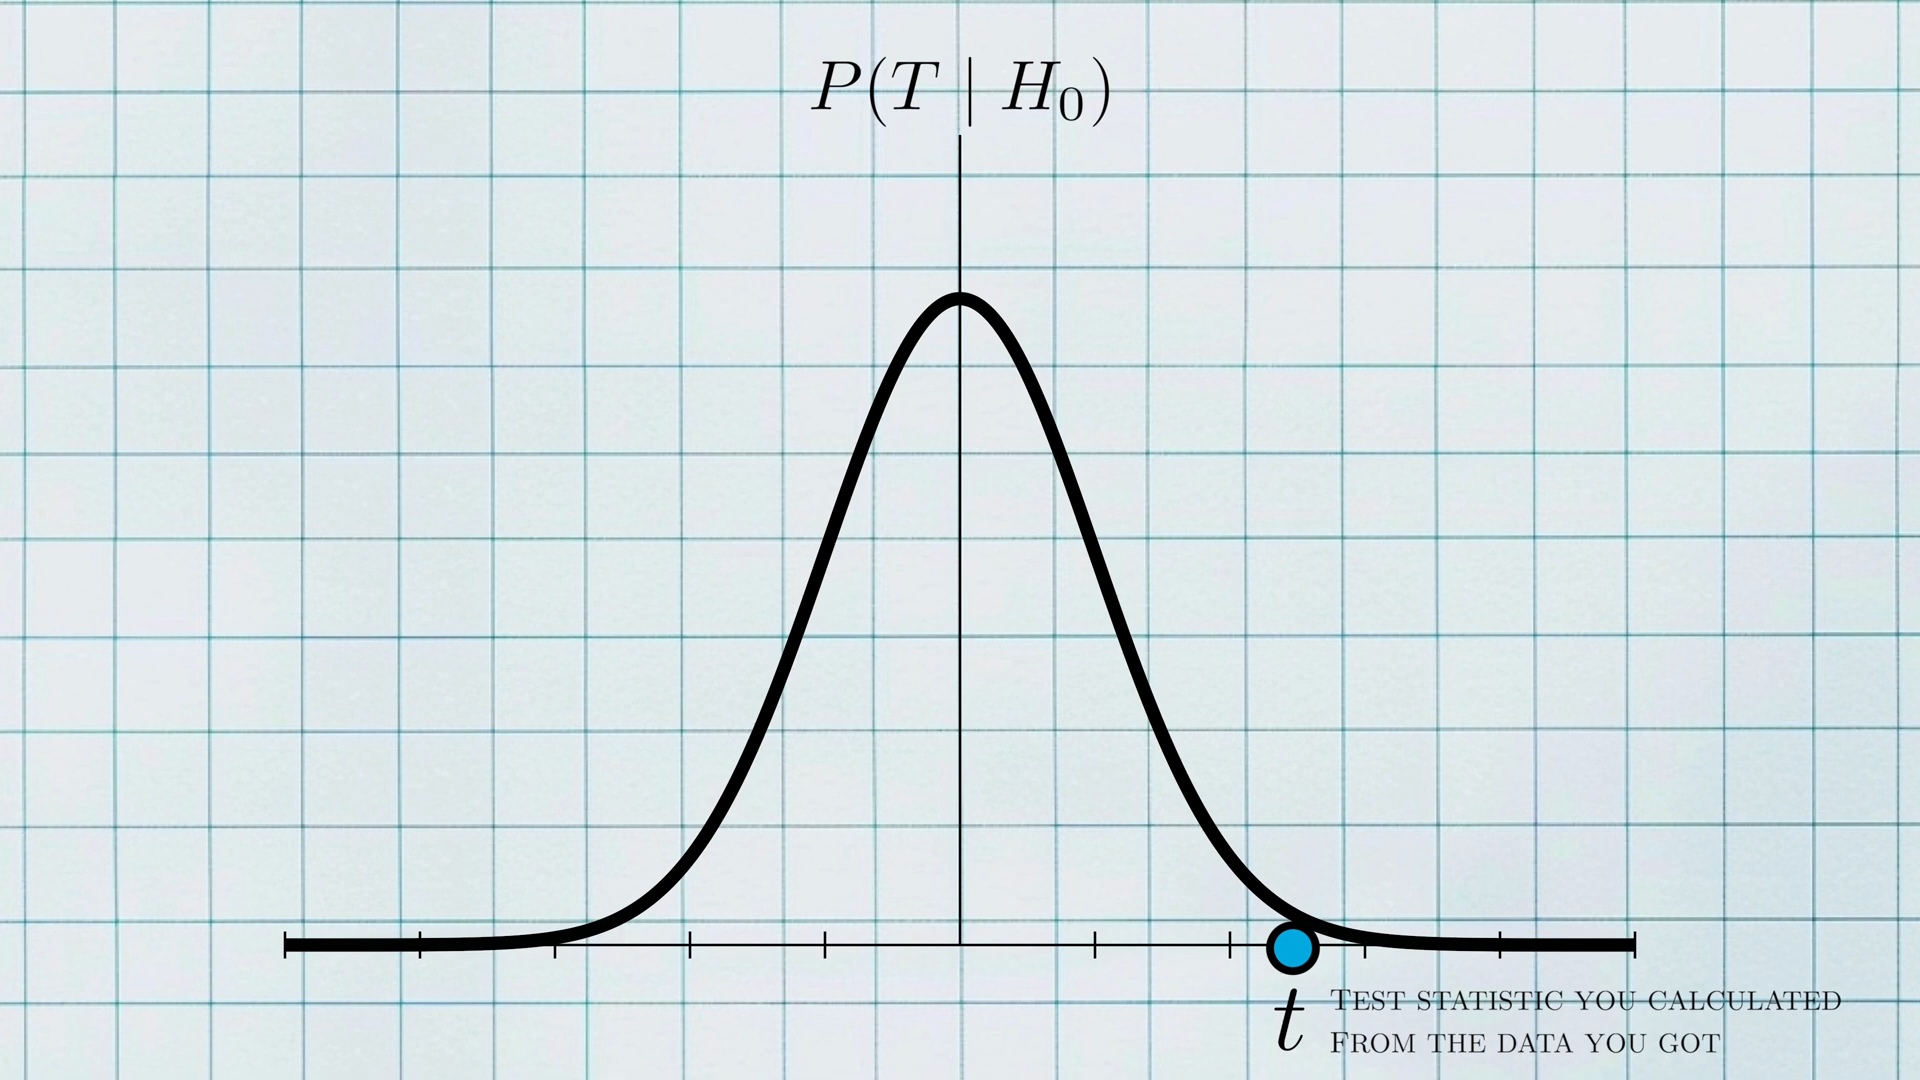 P(T | H₀)
t TEST STATISTIC YOU CALCULATED
FROM THE DATA YOU GOT